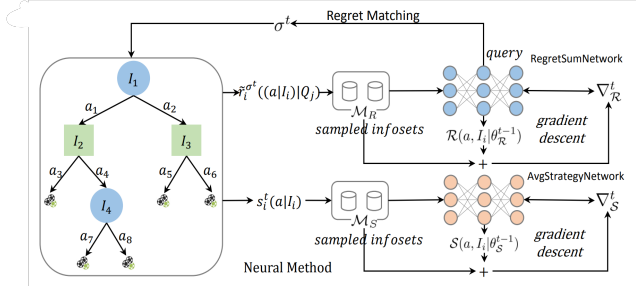 Regret Matching
σ^t
query
RegretSumNetwork
I_1
a_1 a_2
I_2 I_3
a_3 a_4 a_5 a_6
I_4
a_7 a_8
r̃_i^{σ^t}((a|I_i)|Q_j)
M_R
sampled infosets
R(a, I_i|θ_R^{t−1})
+
∇_R^t
gradient
descent
AvgStrategyNetwork
s_i^t(a|I_i)
M_S
sampled infosets
S(a, I_i|θ_S^{t−1})
+
∇_S^t
gradient
descent
Neural Method